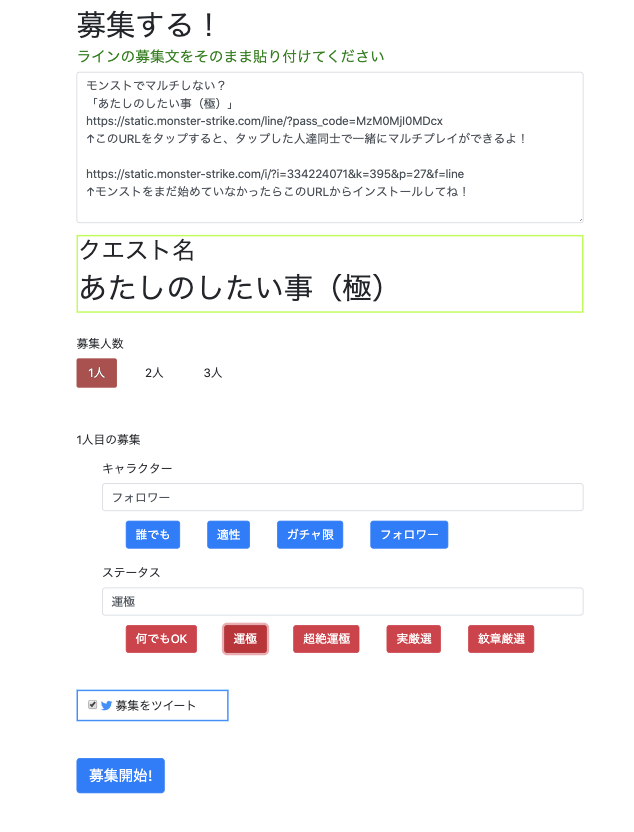 募集する！
ラインの募集文をそのまま貼り付けてください
モンストでマルチしない？
「あたしのしたい事（極）」
https://static.monster-strike.com/line/?pass_code=MzM0MjI0MDcx
↑このURLをタップすると、タップした人達同士で一緒にマルチプレイができるよ！
https://static.monster-strike.com/i/?i=334224071&k=395&p=27&f=line
↑モンストをまだ始めていなかったらこのURLからインストールしてね！
クエスト名
あたしのしたい事（極）
募集人数
1人 2人 3人
1人目の募集
キャラクター
フォロワー
誰でも 適性 ガチャ限 フォロワー
ステータス
運極
何でもOK 運極 超絶運極 実厳選 紋章厳選
募集をツイート
募集開始!